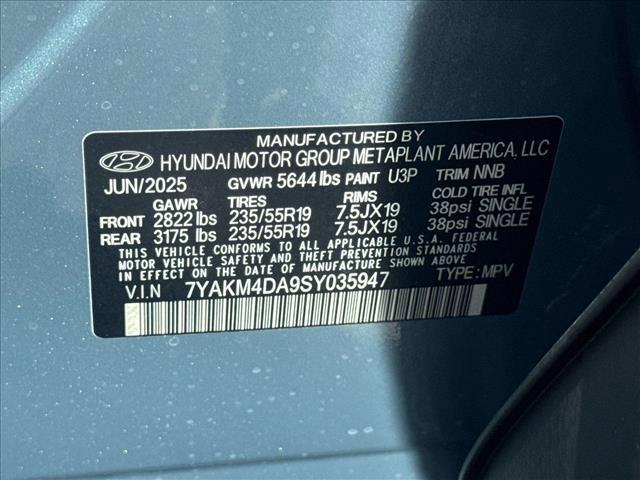 MANUFACTURED BY
HYUNDAI MOTOR GROUP METAPLANT AMERICA, LLC
JUN/2025 GVWR 5644 lbs PAINT U3P TRIM NNB
GAWR TIRES RIMS COLD TIRE INFL
FRONT 2822 lbs 235/55R19 7.5JX19 38psi SINGLE
REAR 3175 lbs 235/55R19 7.5JX19 38psi SINGLE
THIS VEHICLE CONFORMS TO ALL APPLICABLE U.S.A. FEDERAL
MOTOR VEHICLE SAFETY AND THEFT PREVENTION STANDARDS
IN EFFECT ON THE DATE OF MANUFACTURE SHOWN ABOVE.
V.I.N 7YAKM4DA9SY035947 TYPE: MPV